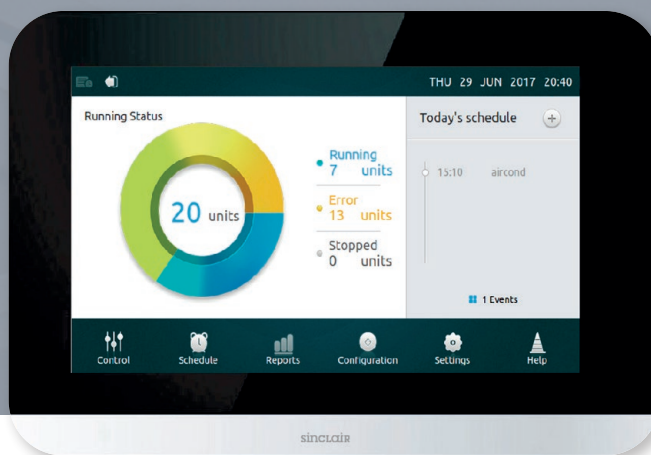 THU 29 JUN 2017 20:40
Running Status
20 units
Running
7 units
Error
13 units
Stopped
0 units
Today's schedule
15:10 aircond
1 Events
Control Schedule Reports Configuration Settings Help
sinclair